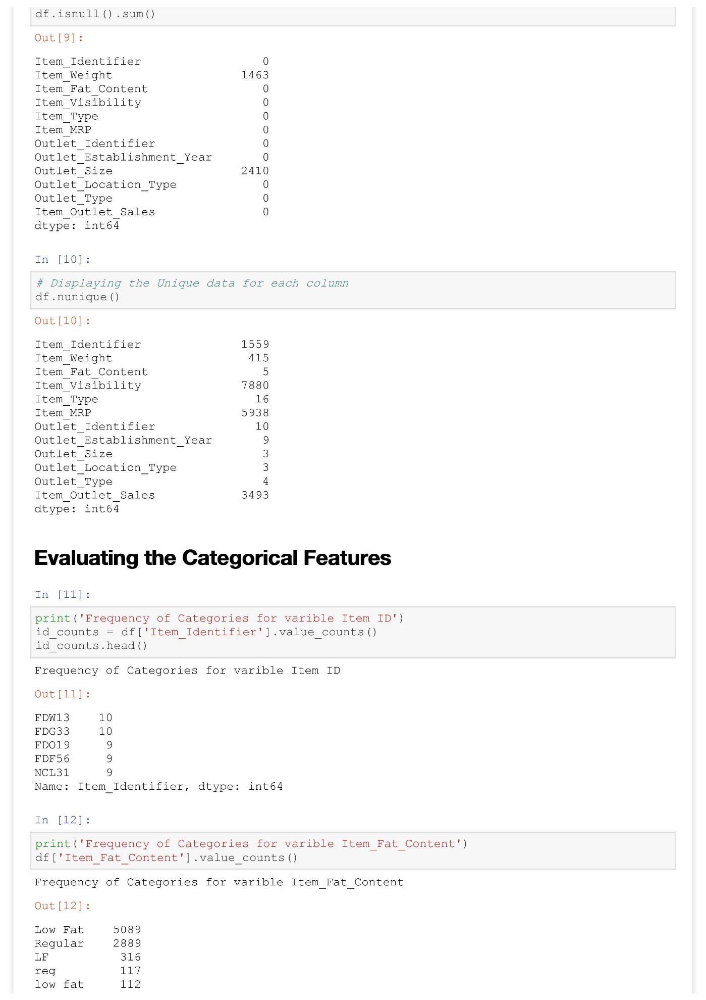 df.isnull().sum()
Out[9]:
Item_Identifier 0
Item_Weight 1463
Item_Fat_Content 0
Item_Visibility 0
Item_Type 0
Item_MRP 0
Outlet_Identifier 0
Outlet_Establishment_Year 0
Outlet_Size 2410
Outlet_Location_Type 0
Outlet_Type 0
Item_Outlet_Sales 0
dtype: int64
In [10]:
# Displaying the Unique data for each column
df.nunique()
Out[10]:
Item_Identifier 1559
Item_Weight 415
Item_Fat_Content 5
Item_Visibility 7880
Item_Type 16
Item_MRP 5938
Outlet_Identifier 10
Outlet_Establishment_Year 9
Outlet_Size 3
Outlet_Location_Type 3
Outlet_Type 4
Item_Outlet_Sales 3493
dtype: int64
Evaluating the Categorical Features
In [11]:
print('Frequency of Categories for varible Item ID')
id_counts = df['Item_Identifier'].value_counts()
id_counts.head()
Frequency of Categories for varible Item ID
Out[11]:
FDW13 10
FDG33 10
FDO19 9
FDF56 9
NCL31 9
Name: Item_Identifier, dtype: int64
In [12]:
print('Frequency of Categories for varible Item_Fat_Content')
df['Item_Fat_Content'].value_counts()
Frequency of Categories for varible Item_Fat_Content
Out[12]:
Low Fat 5089
Regular 2889
LF 316
reg 117
low fat 112